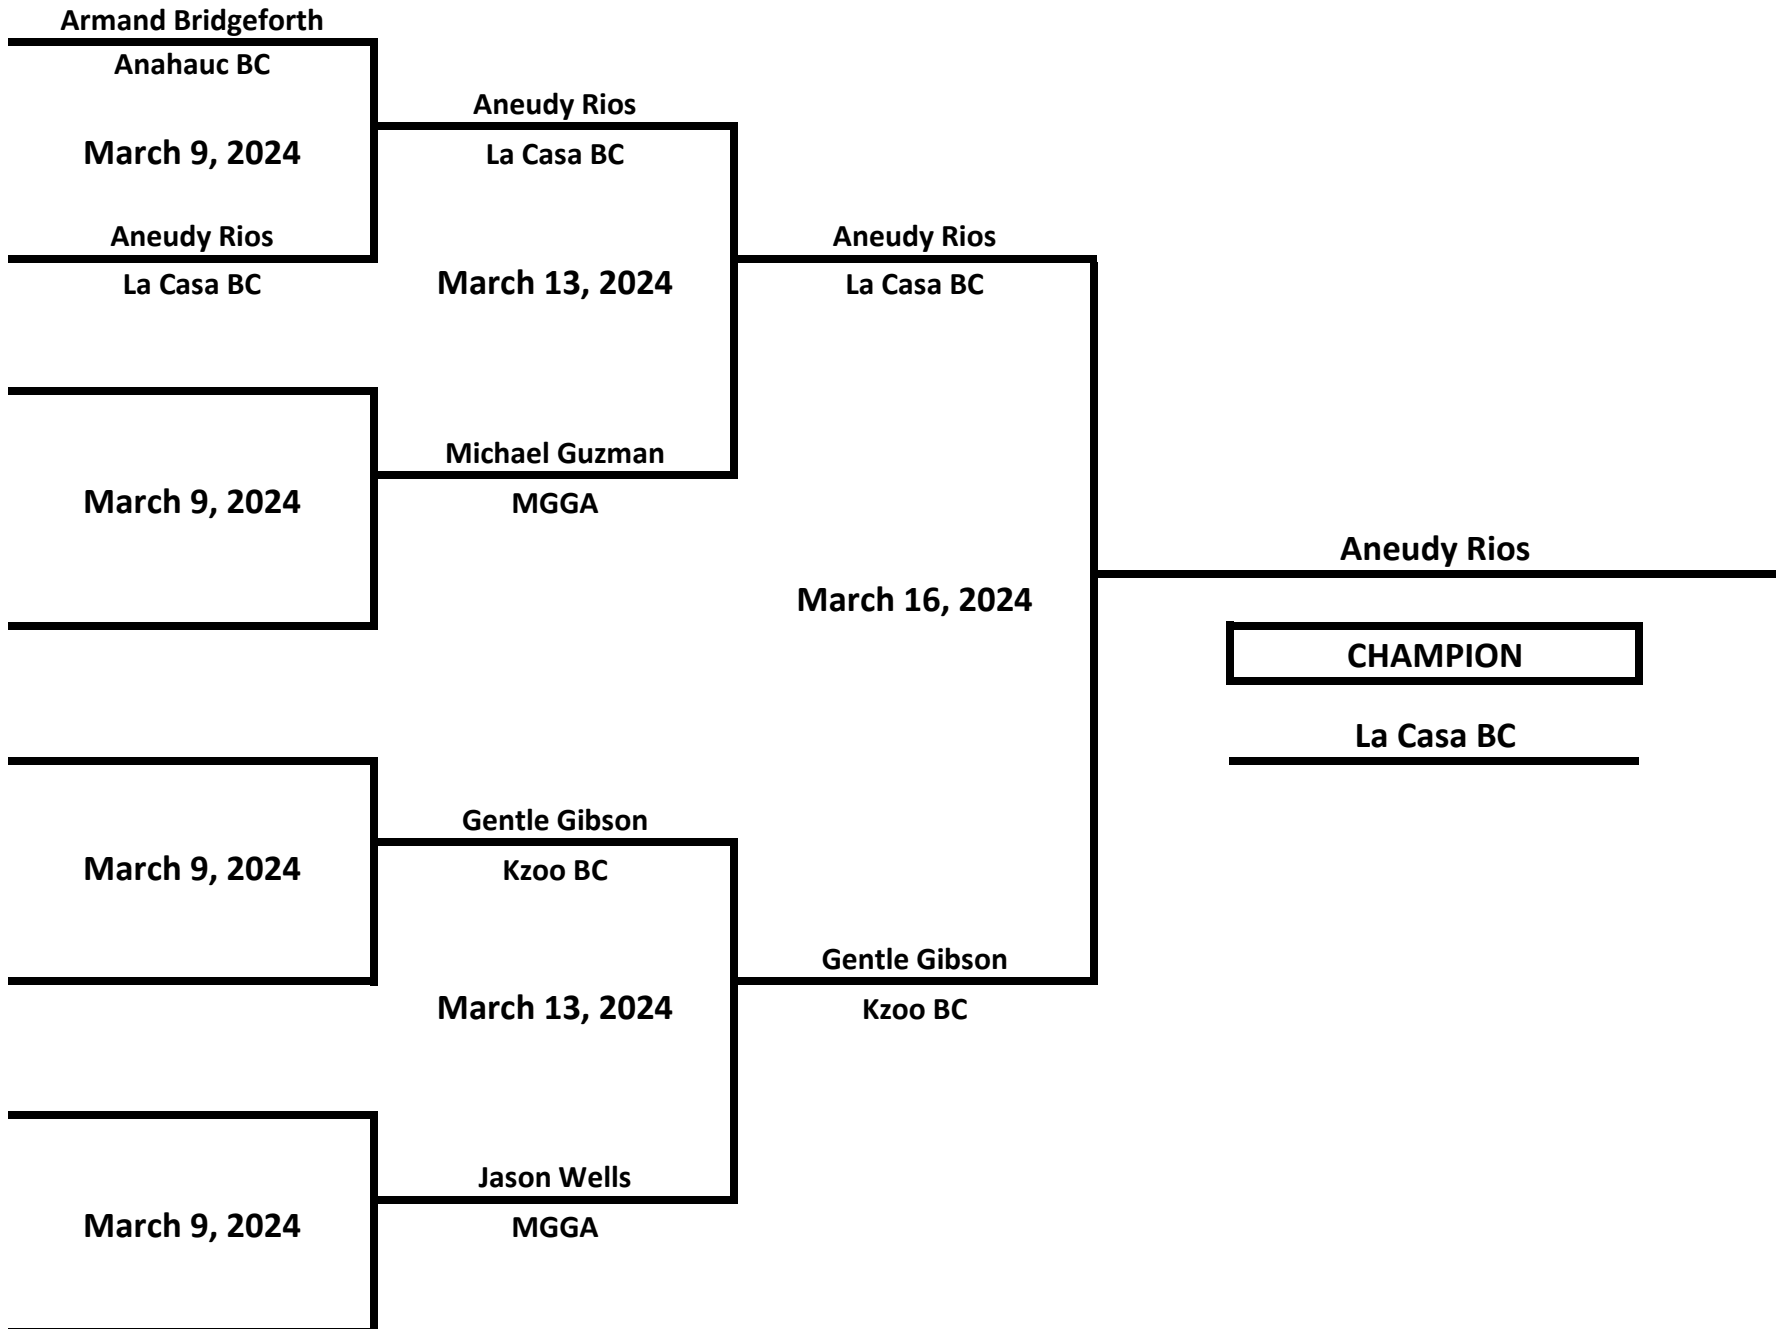 Armand Bridgeforth
Anahauc BC
March 9, 2024
Aneudy Rios
La Casa BC
March 9, 2024
March 9, 2024
March 9, 2024
Aneudy Rios
La Casa BC
March 13, 2024
Michael Guzman
MGGA
Gentle Gibson
Kzoo BC
March 13, 2024
Jason Wells
MGGA
Aneudy Rios
La Casa BC
March 16, 2024
Gentle Gibson
Kzoo BC
Aneudy Rios
CHAMPION
La Casa BC